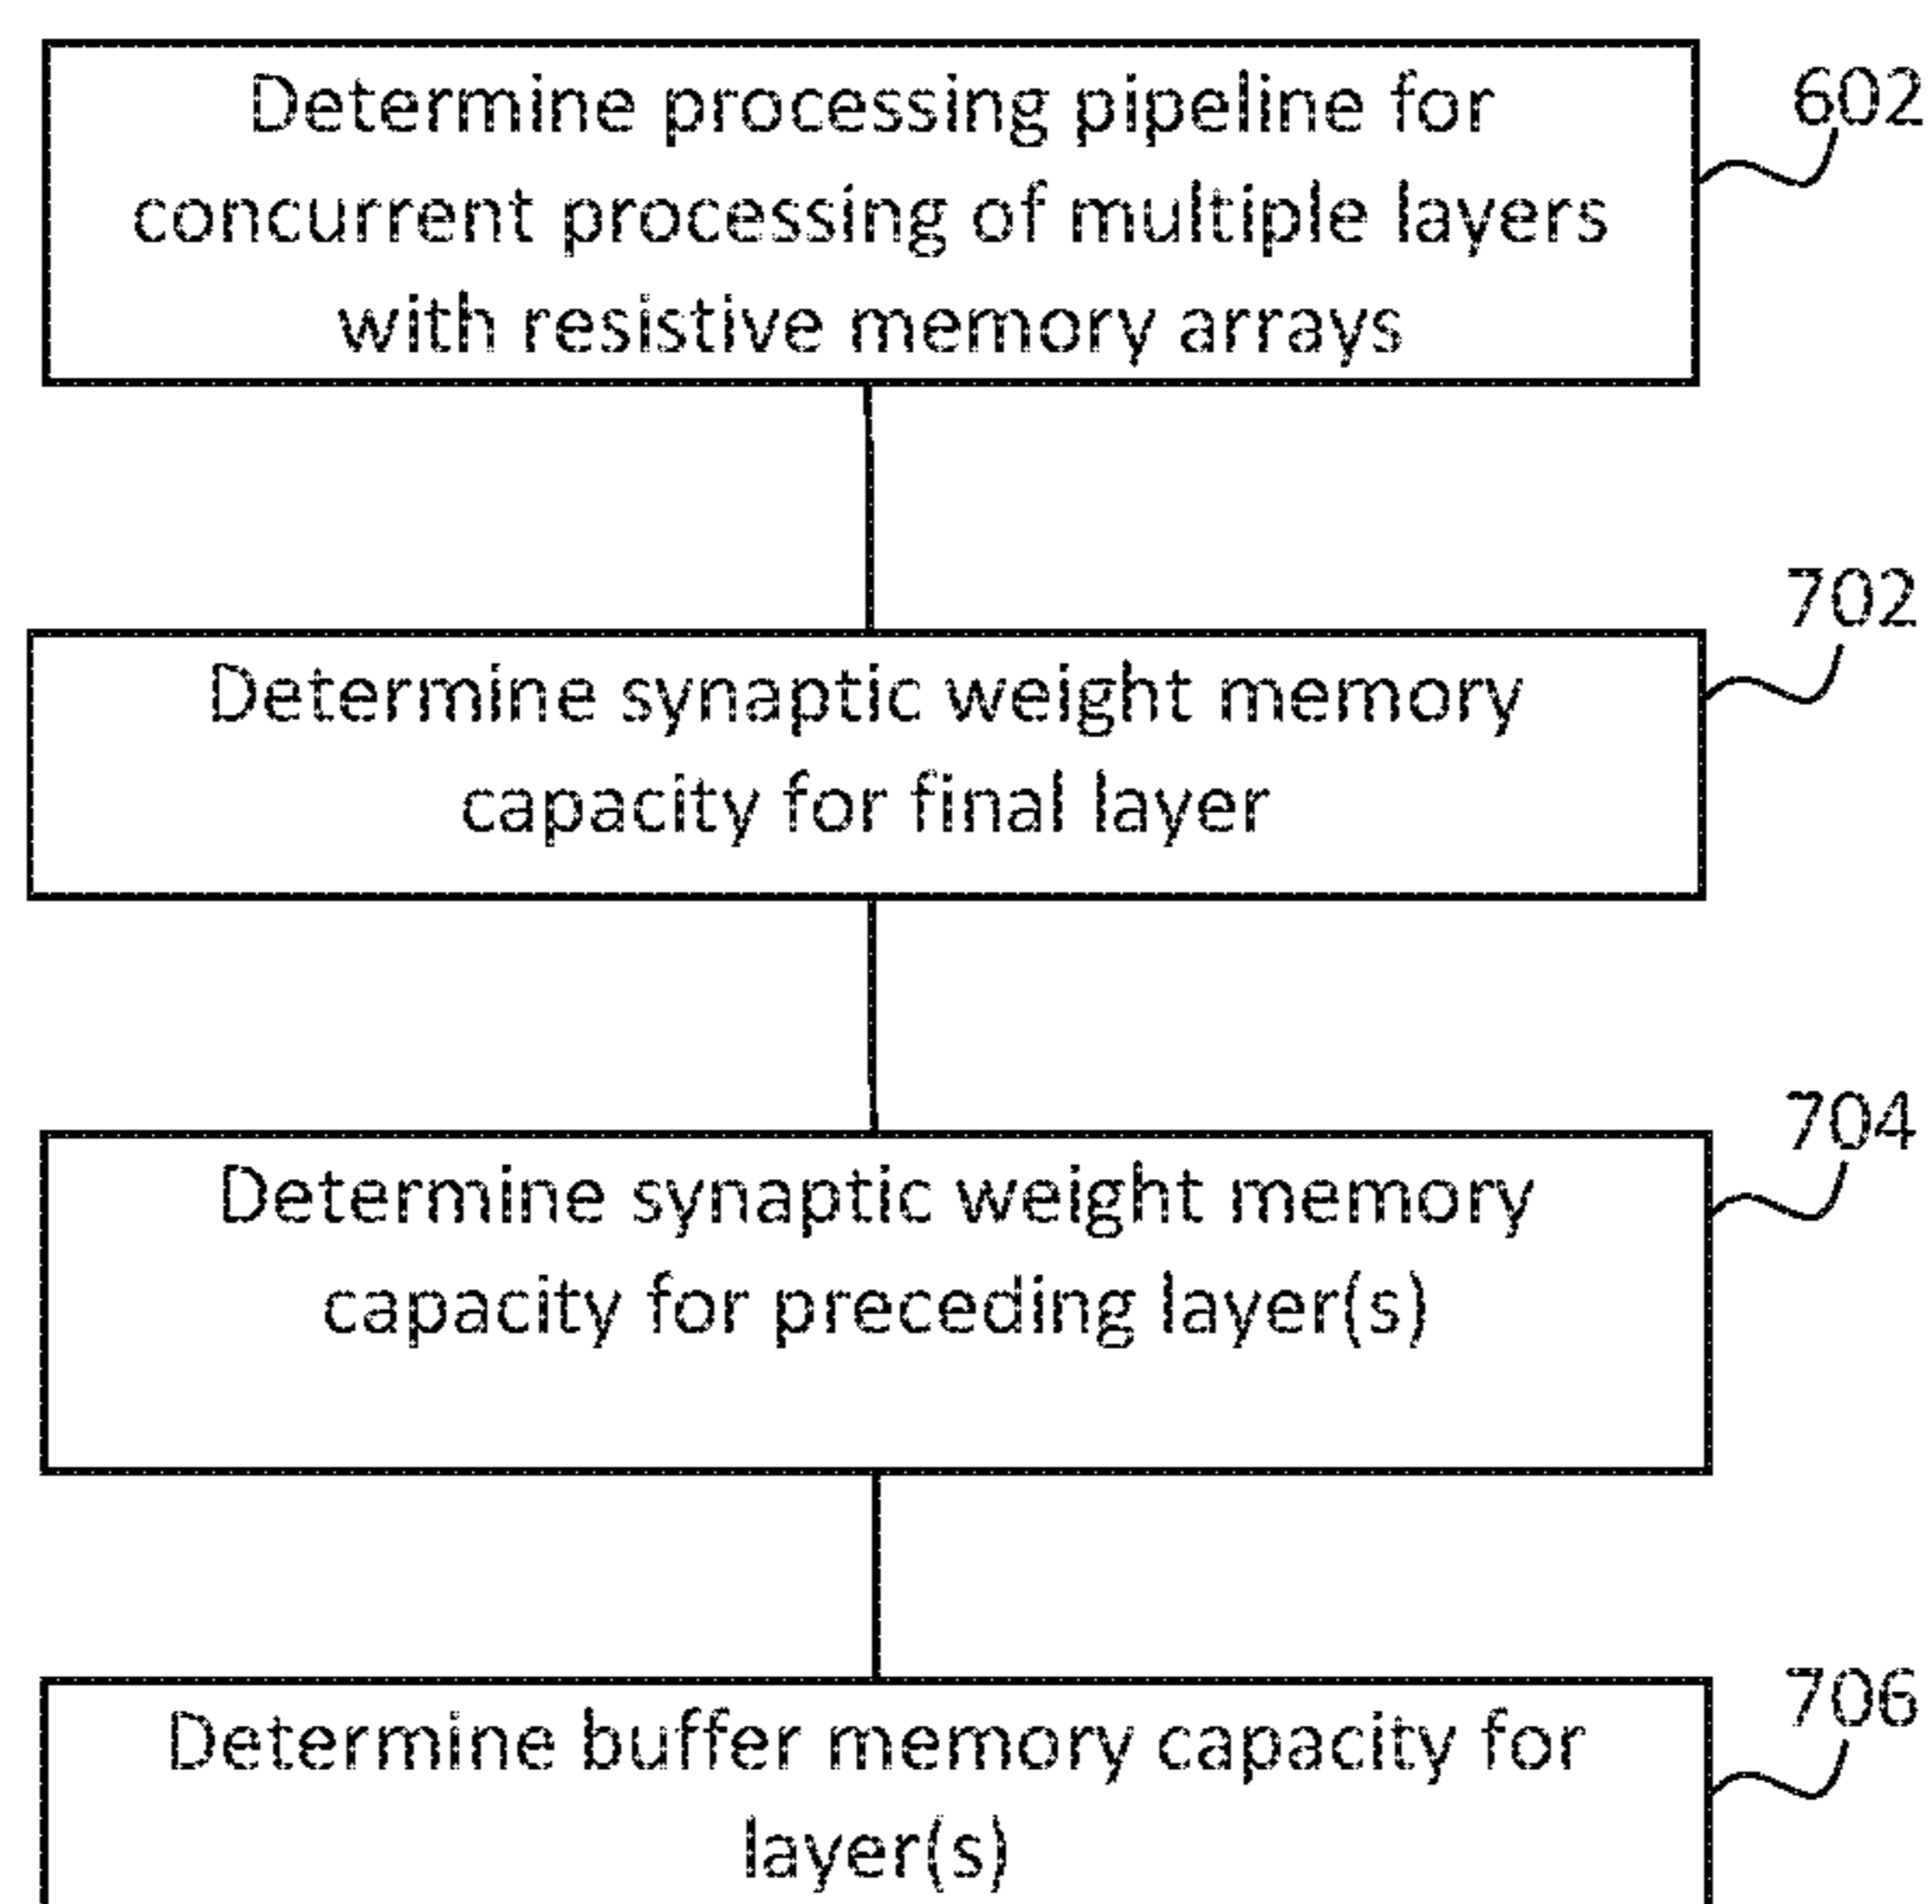 Determine processing pipeline for
concurrent processing of multiple layers
with resistive memory arrays
602
Determine synaptic weight memory
capacity for final layer
702
Determine synaptic weight memory
capacity for preceding layer(s)
704
Determine buffer memory capacity for
layer(s)
706